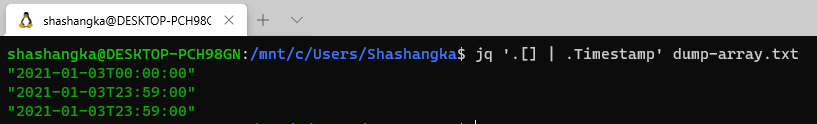 shashangka@DESKTOP-PCH98G
shashangka@DESKTOP-PCH98GN:/mnt/c/Users/Shashangka$ jq '.[] | .Timestamp' dump-array.txt
"2021-01-03T00:00:00"
"2021-01-03T23:59:00"
"2021-01-03T23:59:00"